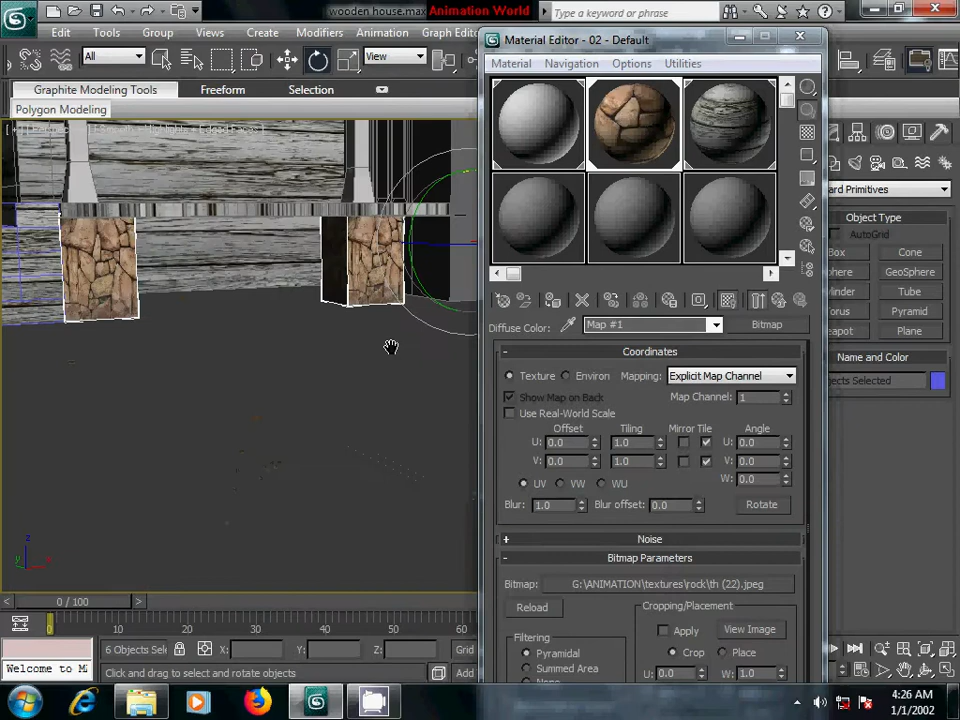 wooden house.max
Animation World
Type a keyword or phrase
Edit Tools Group Views Create Modifiers Animation Graph Editors
All
View
Graphite Modeling Tools Freeform Selection
Polygon Modeling
Material Editor - 02 - Default
Material Navigation Options Utilities
Diffuse Color: Map #1 Bitmap
- Coordinates
Texture Environ Mapping: Explicit Map Channel
Show Map on Back Map Channel: 1
Use Real-World Scale
Offset Tiling Mirror Tile Angle
U: 0.0 1.0 U: 0.0
V: 0.0 1.0 V: 0.0
W: 0.0
UV VW WU
Blur: 1.0 Blur offset: 0.0 Rotate
+ Noise
- Bitmap Parameters
Bitmap: G:\ANIMATION\textures\rock\th (22).jpeg
Reload
Cropping/Placement
Apply View Image
Crop Place
U: 0.0 W: 1.0
Filtering
Pyramidal
Summed Area
ard Primitives
Object Type
AutoGrid
Box Cone
phere GeoSphere
linder Tube
Torus Pyramid
eapot Plane
Name and Color
ects Selected
z
y x
0 / 100
0 10 20 30 40 50 60
6 Objects Sel X: Y: Z: Grid
Welcome to M Click and drag to select and rotate objects Add
4:26 AM
1/1/2002